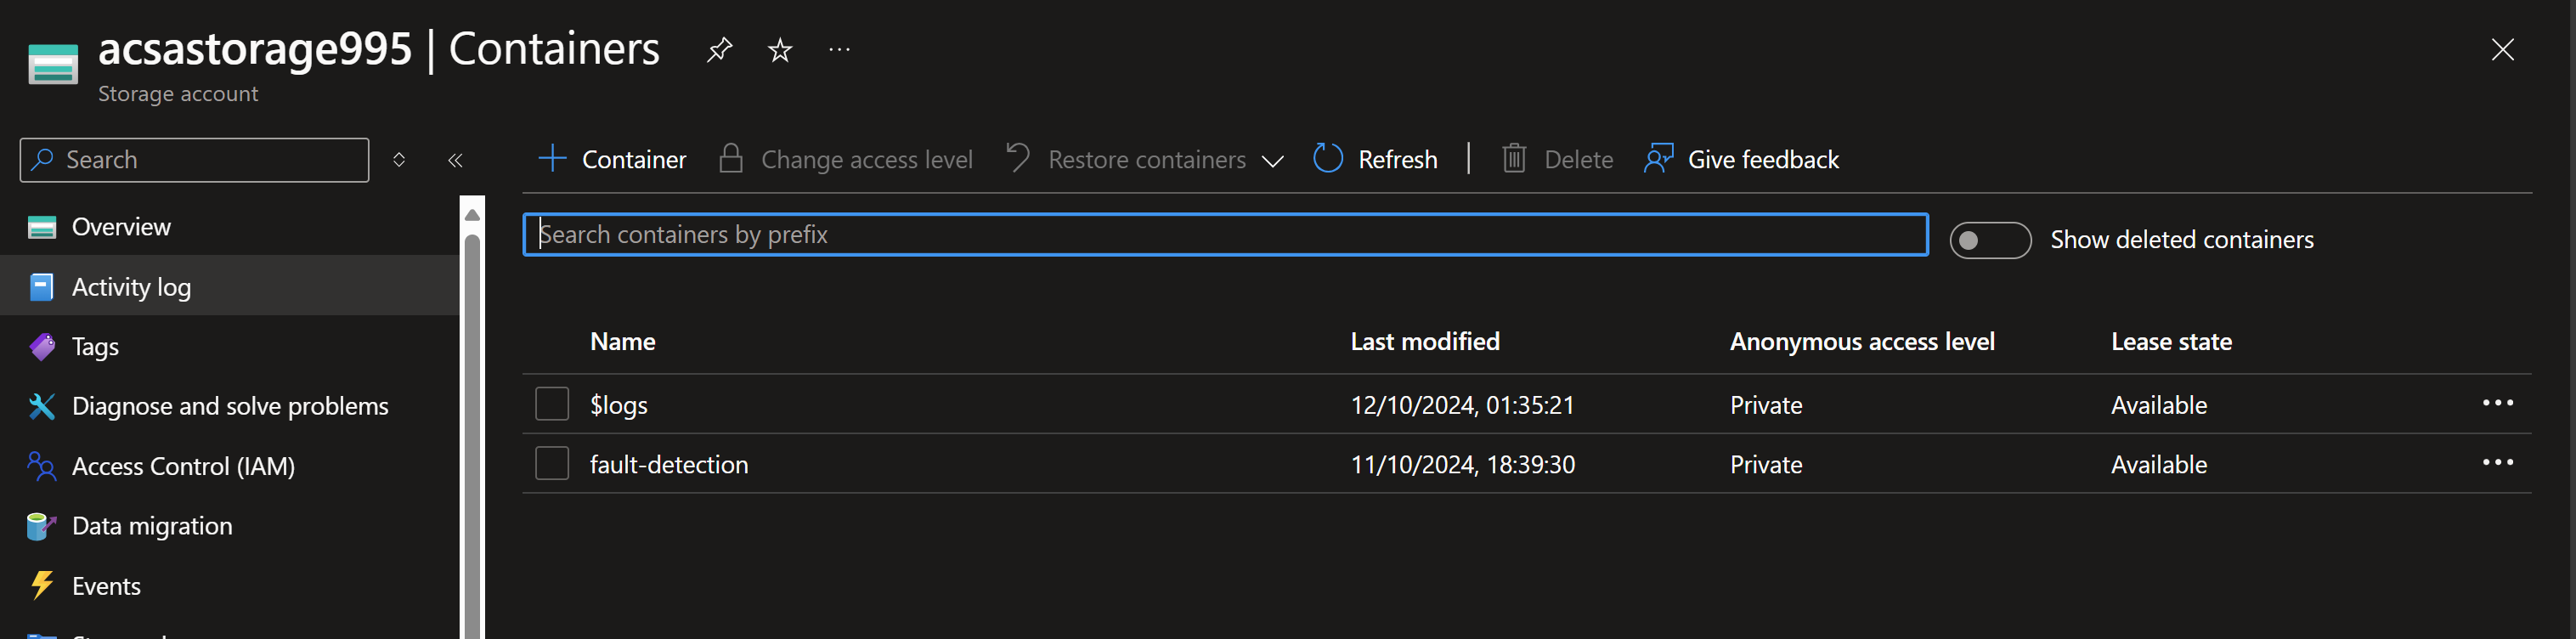 acsastorage995 | Containers
Storage account
Search
Overview
Activity log
Tags
Diagnose and solve problems
Access Control (IAM)
Data migration
Events
Container Change access level Restore containers Refresh Delete Give feedback
Search containers by prefix
Show deleted containers
Name Last modified Anonymous access level Lease state
$logs 12/10/2024, 01:35:21 Private Available
fault-detection 11/10/2024, 18:39:30 Private Available